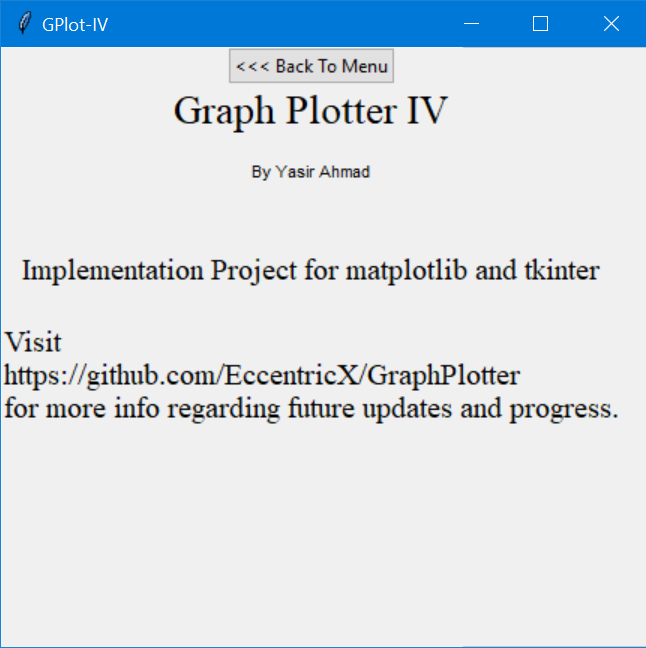 GPlot-IV
<<< Back To Menu
Graph Plotter IV
By Yasir Ahmad
Implementation Project for matplotlib and tkinter
Visit
https://github.com/EccentricX/GraphPlotter
for more info regarding future updates and progress.